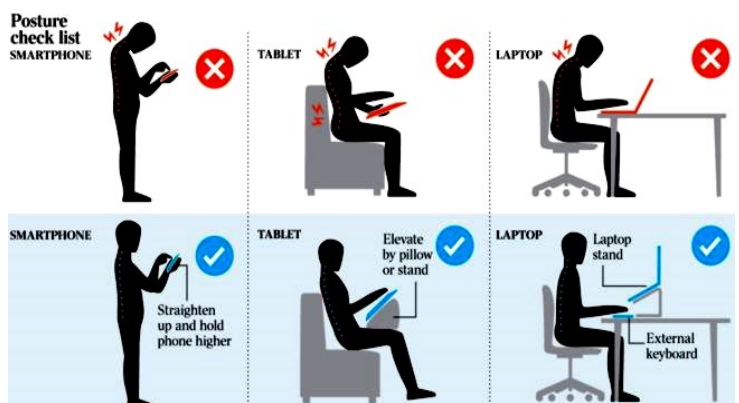 Posture
check list
SMARTPHONE
TABLET
LAPTOP
SMARTPHONE
Straighten
up and hold
phone higher
TABLET
Elevate
by pillow
or stand
LAPTOP
Laptop
stand
External
keyboard